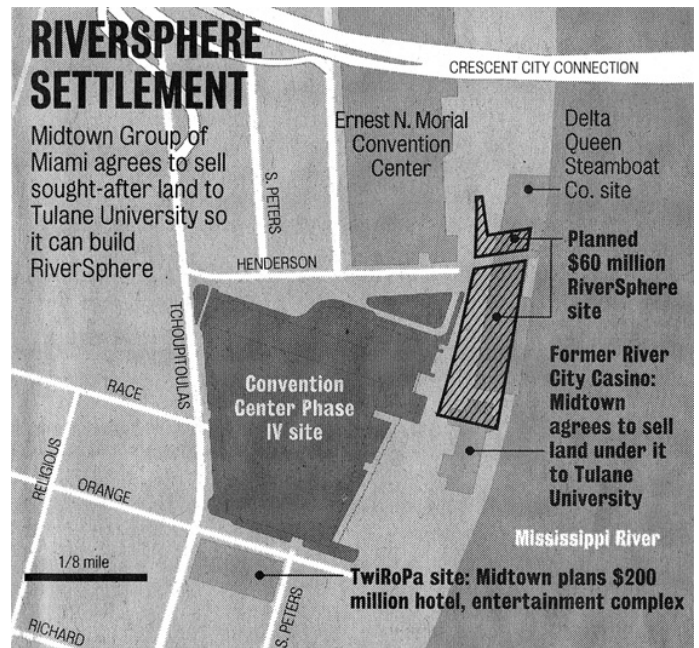 RIVERSPHERE
SETTLEMENT
Midtown Group of
Miami agrees to sell
sought-after land to
Tulane University so
it can build
RiverSphere
CRESCENT CITY CONNECTION
Ernest N. Morial
Convention
Center
Delta
Queen
Steamboat
Co. site
S. PETERS
HENDERSON
Planned
$60 million
RiverSphere
site
TCHOUPITOULAS
Convention
Center Phase
IV site
Former River
City Casino:
Midtown
agrees to sell
land under it
to Tulane
University
RACE
RELIGIOUS
ORANGE
Mississippi River
1/8 mile
TwiRoPa site: Midtown plans $200
million hotel, entertainment complex
S. PETERS
RICHARD